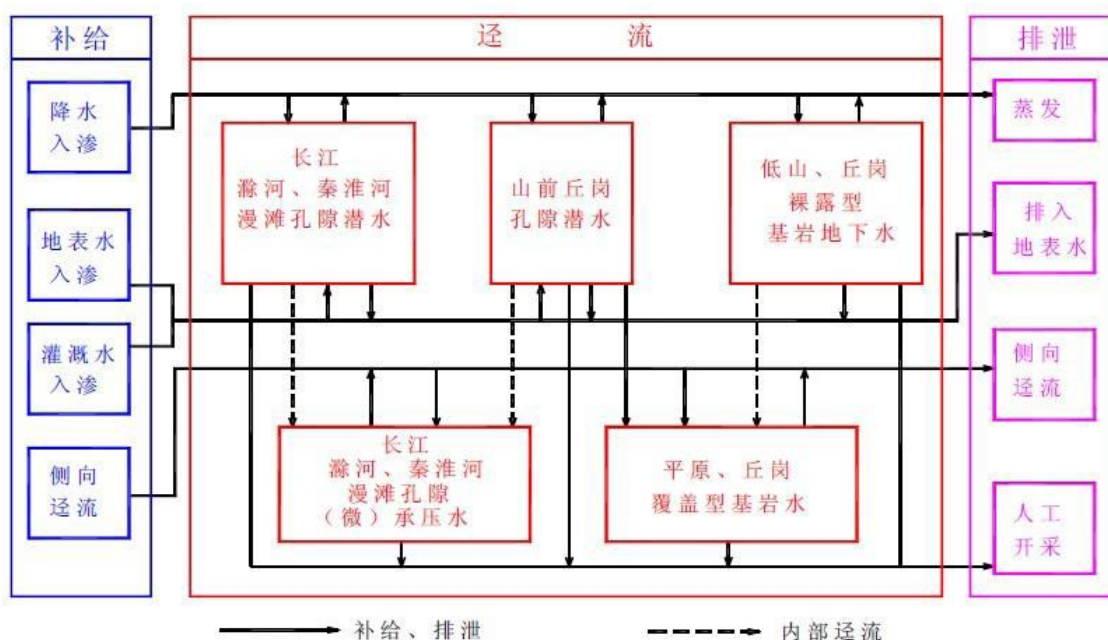 补给
迳 流
排泄
降水
入渗
地表水
入渗
灌溉水
入渗
侧向
迳流
长江
滁河、秦淮河
漫滩孔隙潜水
山前丘岗
孔隙潜水
低山、丘岗
裸露型
基岩地下水
长江
滁河、秦淮河
漫滩孔隙
（微）承压水
平原、丘岗
覆盖型基岩水
蒸发
排入
地表水
侧向
迳流
人工
开采
补给、排泄
内部迳流